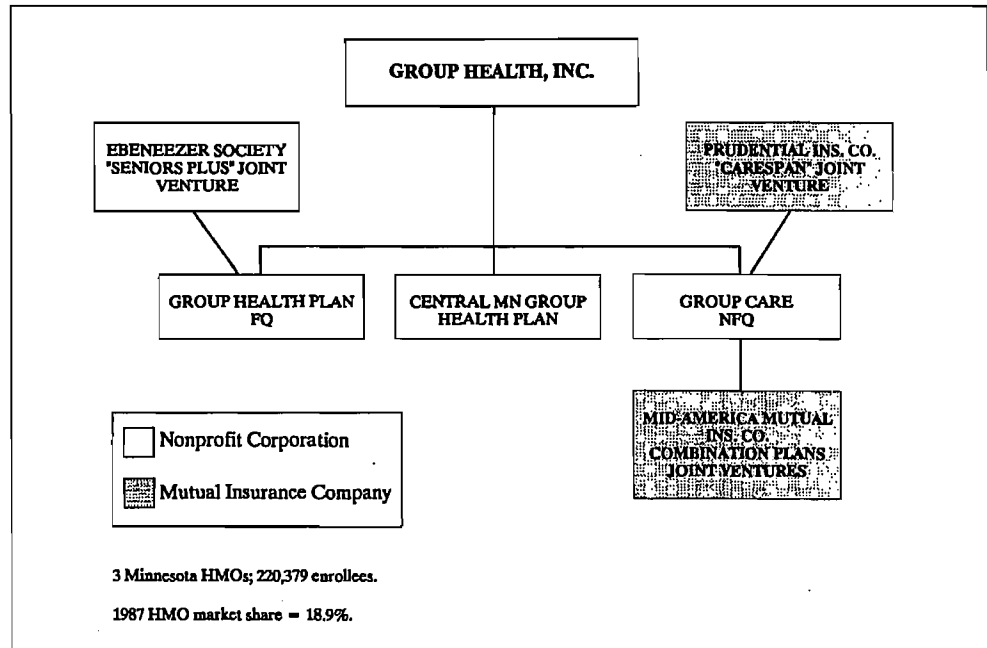 GROUP HEALTH, INC.
EBENEEZER SOCIETY
"SENIORS PLUS" JOINT
VENTURE
PRUDENTIAL INS. CO.
"CARESPAN" JOINT
VENTURE
GROUP HEALTH PLAN
FQ
CENTRAL MN GROUP
HEALTH PLAN
GROUP CARE
NFQ
MID-AMERICA MUTUAL
INS. CO.
COMBINATION PLANS
JOINT VENTURES
Nonprofit Corporation
Mutual Insurance Company
3 Minnesota HMOs; 220,379 enrollees.
1987 HMO market share = 18.9%.